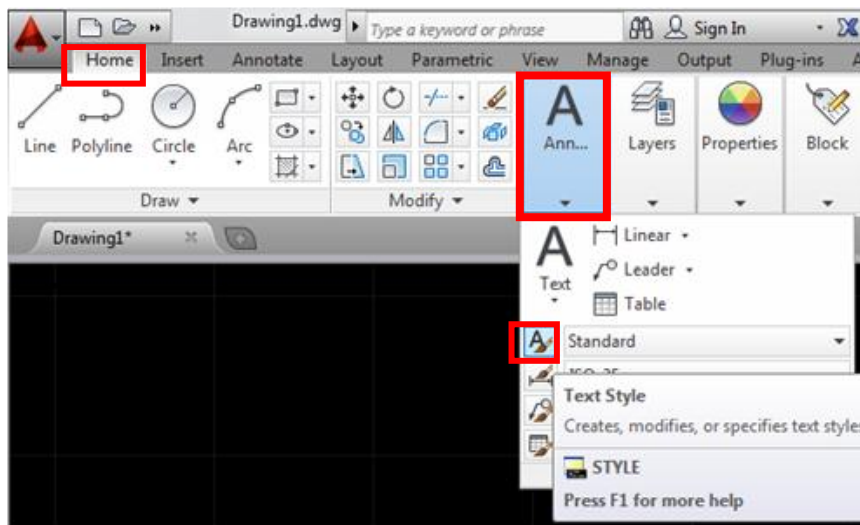 Drawing1.dwg Type a keyword or phrase Sign In
Home Insert Annotate Layout Parametric View Manage Output Plug-ins A
Line Polyline Circle Arc A Ann... Layers Properties Block
Draw Modify
Drawing1*
A Text Linear
Leader
Table
Standard
Text Style
Creates, modifies, or specifies text styles
STYLE
Press F1 for more help